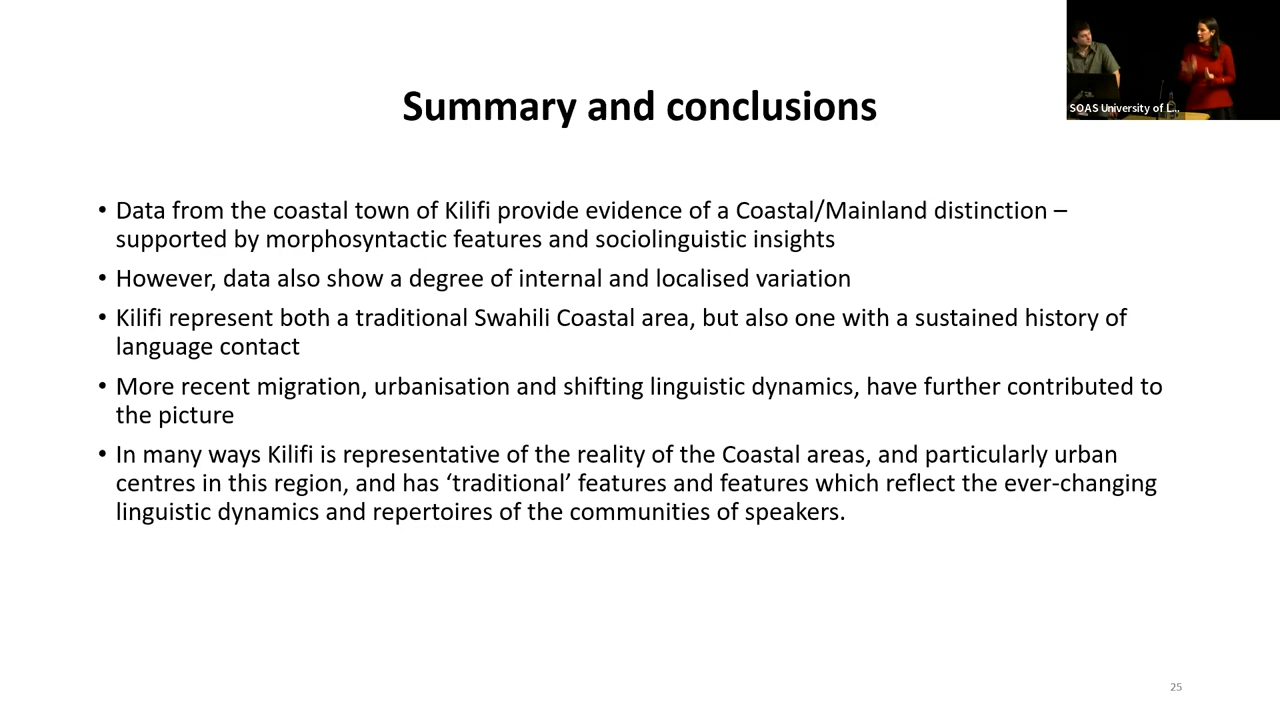 SOAS University of L...
Summary and conclusions
• Data from the coastal town of Kilifi provide evidence of a Coastal/Mainland distinction –
supported by morphosyntactic features and sociolinguistic insights
• However, data also show a degree of internal and localised variation
• Kilifi represent both a traditional Swahili Coastal area, but also one with a sustained history of
language contact
• More recent migration, urbanisation and shifting linguistic dynamics, have further contributed to
the picture
• In many ways Kilifi is representative of the reality of the Coastal areas, and particularly urban
centres in this region, and has ‘traditional’ features and features which reflect the ever-changing
linguistic dynamics and repertoires of the communities of speakers.
25